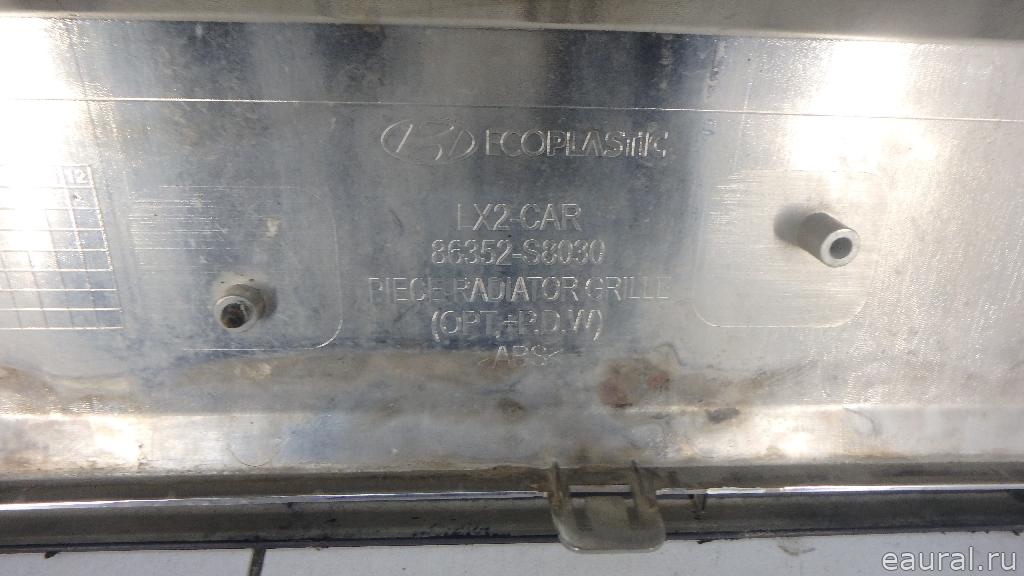 ECOPLASTIC
LX2-CAR
86352-S8030
PIECE-RADIATOR GRILLE
(OPT.-P.D.W)
>ABS<
12
eaural.ru